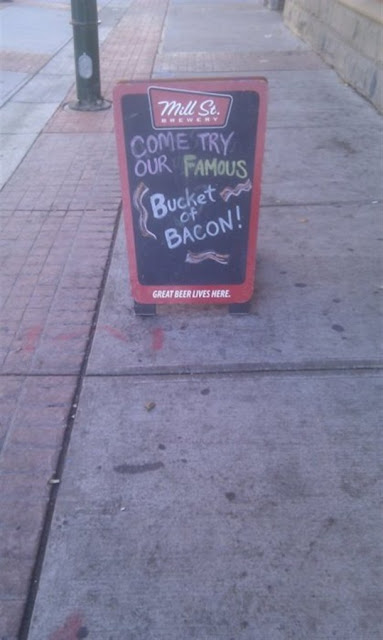 Mill St.
BREWERY
COME TRY
OUR FAMOUS
Bucket
of
BACON!
GREAT BEER LIVES HERE.